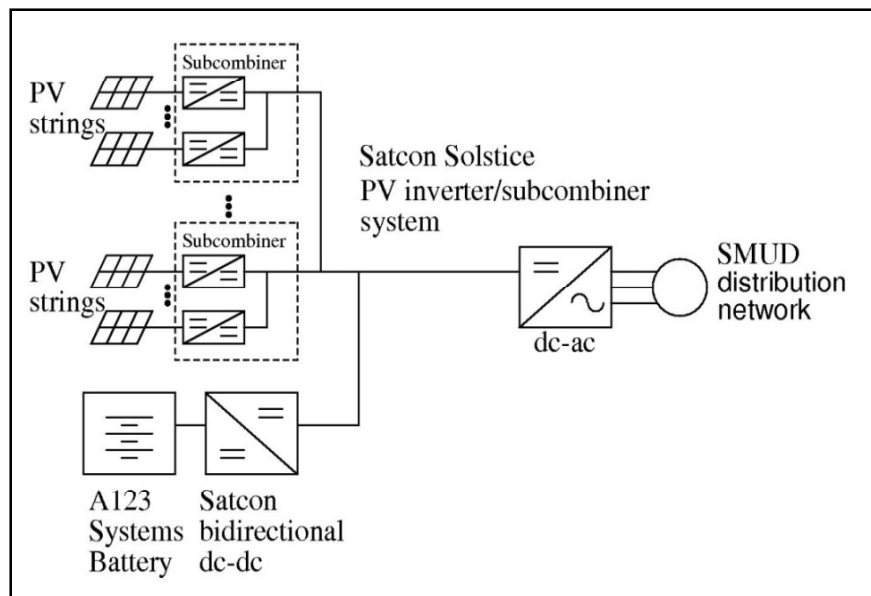 Subcombiner
PV
strings
Satcon Solstice
PV inverter/subcombiner
system
Subcombiner
PV
strings
SMUD
distribution
network
dc-ac
A123
Systems
Battery
Satcon
bidirectional
dc-dc